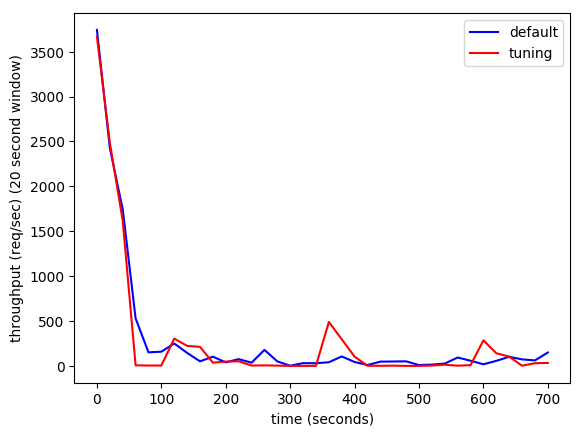 default
tuning
throughput (req/sec) (20 second window)
3500
3000
2500
2000
1500
1000
500
0
0 100 200 300 400 500 600 700
time (seconds)